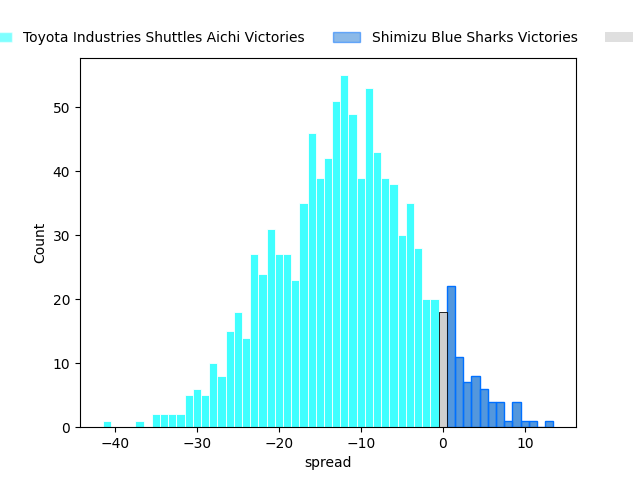 Toyota Industries Shuttles Aichi Victories Shimizu Blue Sharks Victories
50
40
30
20
10
0
Count
−40 −30 −20 −10 0 10
spread